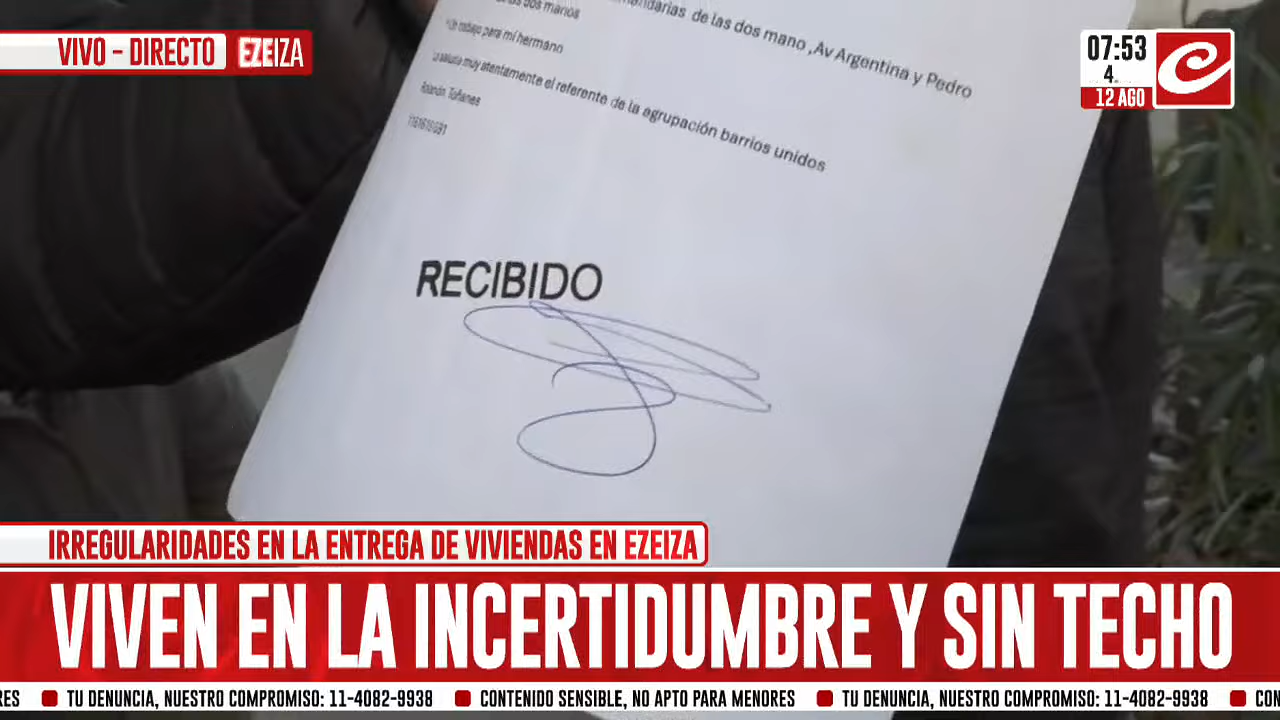 VIVO - DIRECTO EZEIZA
07:53
4.
12 AGO
las dos manos
de las dos mano , Av Argentina y Pedro
trabajo para mi hermano
saluda muy atentamente el referente de la agrupación barrios unidos
RECIBIDO
IRREGULARIDADES EN LA ENTREGA DE VIVIENDAS EN EZEIZA
VIVEN EN LA INCERTIDUMBRE Y SIN TECHO
RES TU DENUNCIA, NUESTRO COMPROMISO: 11-4082-9938 CONTENIDO SENSIBLE, NO APTO PARA MENORES TU DENUNCIA, NUESTRO COMPROMISO: 11-4082-9938 CON